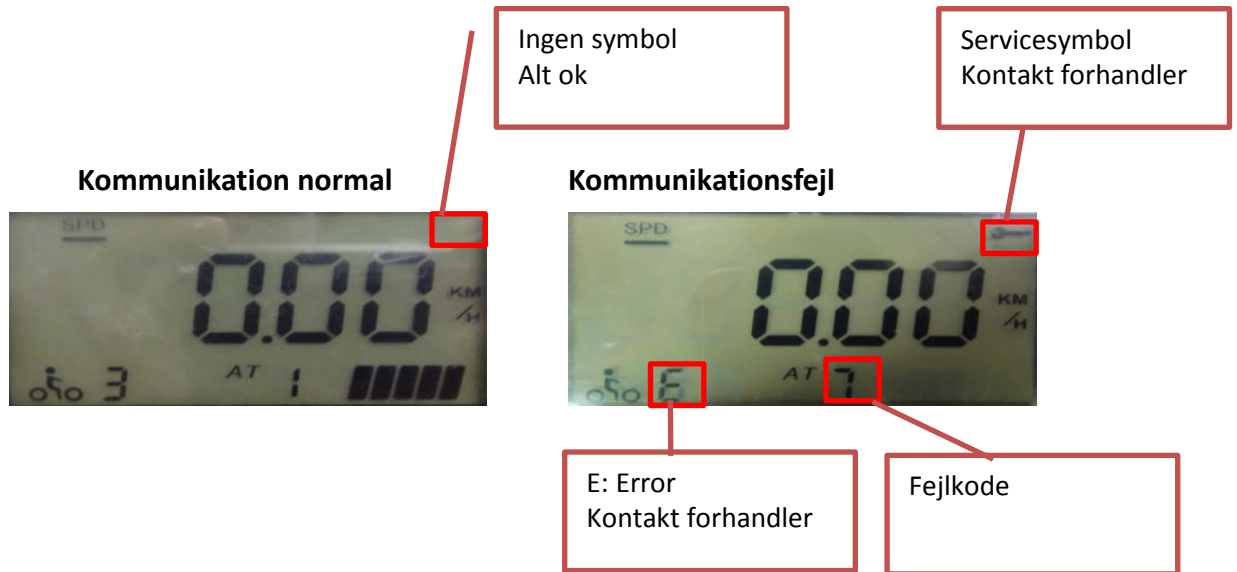 Ingen symbol
Alt ok
Servicesymbol
Kontakt forhandler
Kommunikation normal
Kommunikationsfejl
SPD
0.00
KM
/H
3
AT 1
SPD
0.00
KM
/H
E
AT 7
E: Error
Kontakt forhandler
Fejlkode